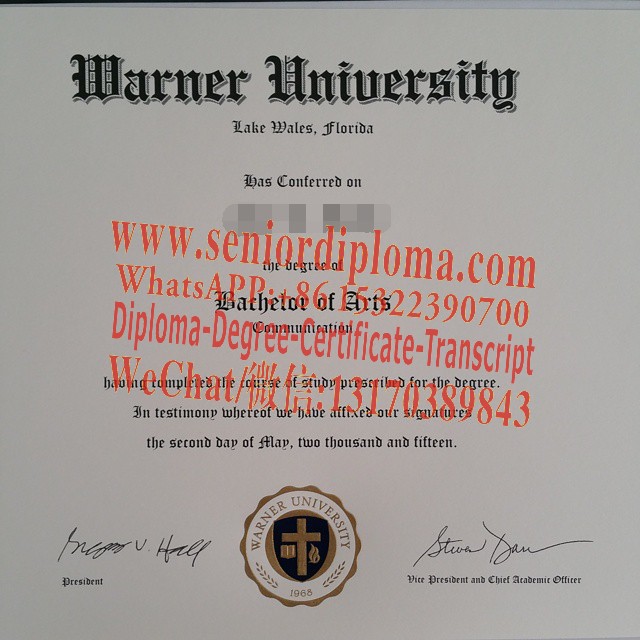 Warner University
Lake Wales, Florida
Has Conferred on
www.seniordiploma.com
the degree of
WhatsAPP:+86 15322390700
Bachelor of Arts
Communication
Diploma-Degree-Certificate-Transcript
WeChat/微信:13170389843
having completed the course of study prescribed for the degree.
In testimony whereof we have affixed our signatures
the second day of May, two thousand and fifteen.
WARNER UNIVERSITY
1968
President
Vice President and Chief Academic Officer